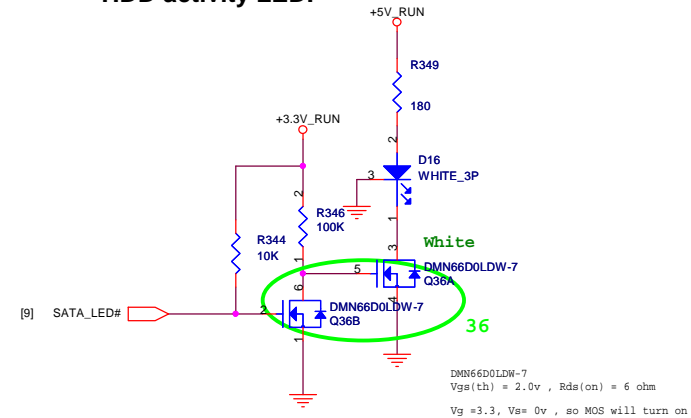 HDD activity LED.
+5V_RUN
R349
180
+3.3V_RUN
2
D16
3
WHITE_3P
2
R346
100K
1
R344
10K
1
White
3
5
DMN66D0LDW-7
Q36A
6
4
DMN66D0LDW-7
[9] SATA_LED#
2
Q36B
36
1
DMN66D0LDW-7
Vgs(th) = 2.0v , Rds(on) = 6 ohm
Vg =3.3, Vs= 0v , so MOS will turn on